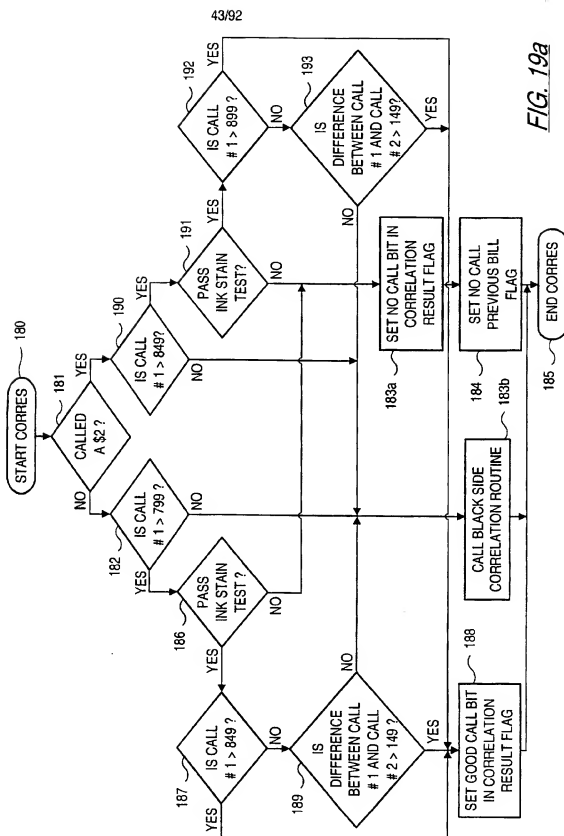 43/92
START CORRES
180
181
CALLED
A $2 ?
NO
YES
182
IS CALL
# 1 > 799 ?
YES
NO
190
IS CALL
# 1 > 849?
YES
NO
186
PASS
INK STAIN
TEST ?
YES
NO
191
PASS
INK STAIN
TEST?
YES
NO
187
IS CALL
# 1 > 849 ?
YES
NO
192
IS CALL
# 1 > 899 ?
YES
NO
189
IS
DIFFERENCE
BETWEEN CALL
# 1 AND CALL
# 2 > 149 ?
NO
YES
193
IS
DIFFERENCE
BETWEEN CALL
# 1 AND CALL
# 2 > 149?
NO
YES
SET NO CALL BIT IN
CORRELATION
RESULT FLAG
183a
188
SET GOOD CALL BIT
IN CORRELATION
RESULT FLAG
CALL BLACK SIDE
CORRELATION ROUTINE
183b
SET NO CALL
PREVIOUS BILL
FLAG
184
END CORRES
185
FIG. 19a